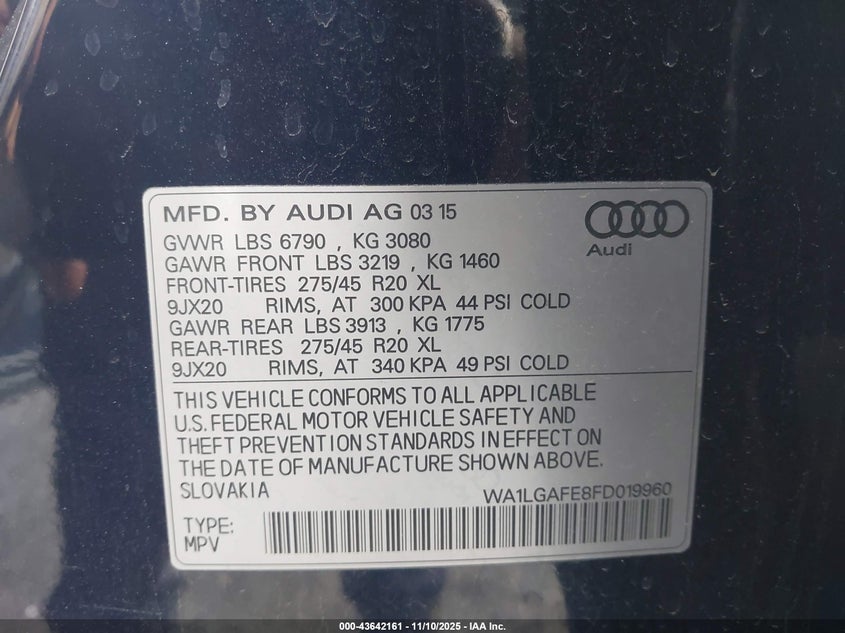 MFD. BY AUDI AG 03 15
Audi
GVWR LBS 6790 , KG 3080
GAWR FRONT LBS 3219 , KG 1460
FRONT-TIRES 275/45 R20 XL
9JX20 RIMS, AT 300 KPA 44 PSI COLD
GAWR REAR LBS 3913 , KG 1775
REAR-TIRES 275/45 R20 XL
9JX20 RIMS, AT 340 KPA 49 PSI COLD
THIS VEHICLE CONFORMS TO ALL APPLICABLE
U.S. FEDERAL MOTOR VEHICLE SAFETY AND
THEFT PREVENTION STANDARDS IN EFFECT ON
THE DATE OF MANUFACTURE SHOWN ABOVE.
SLOVAKIA WA1LGAFE8FD019960
TYPE:
MPV
000-43642161 - 11/10/2025 - IAA Inc.